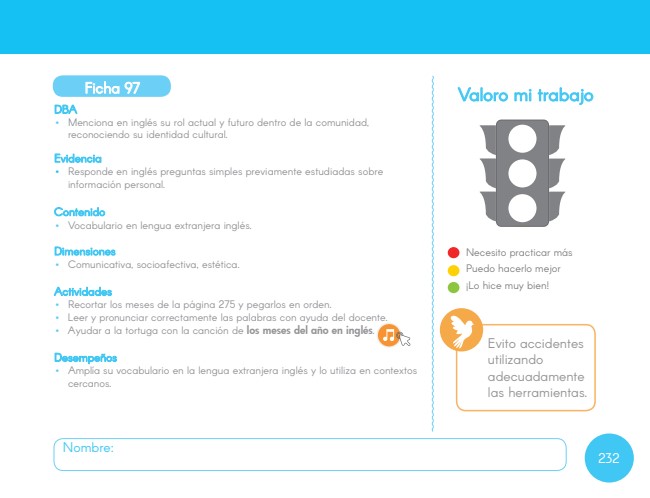 Ficha 97
DBA
• Menciona en inglés su rol actual y futuro dentro de la comunidad,
reconociendo su identidad cultural.
Evidencia
• Responde en inglés preguntas simples previamente estudiadas sobre
información personal.
Contenido
• Vocabulario en lengua extranjera inglés.
Dimensiones
• Comunicativa, socioafectiva, estética.
Actividades
• Recortar los meses de la página 275 y pegarlos en orden.
• Leer y pronunciar correctamente las palabras con ayuda del docente.
• Ayudar a la tortuga con la canción de los meses del año en inglés.
Desempeños
• Amplía su vocabulario en la lengua extranjera inglés y lo utiliza en contextos
cercanos.
Valoro mi trabajo
Necesito practicar más
Puedo hacerlo mejor
¡Lo hice muy bien!
Evito accidentes
utilizando
adecuadamente
las herramientas.
Nombre:
232